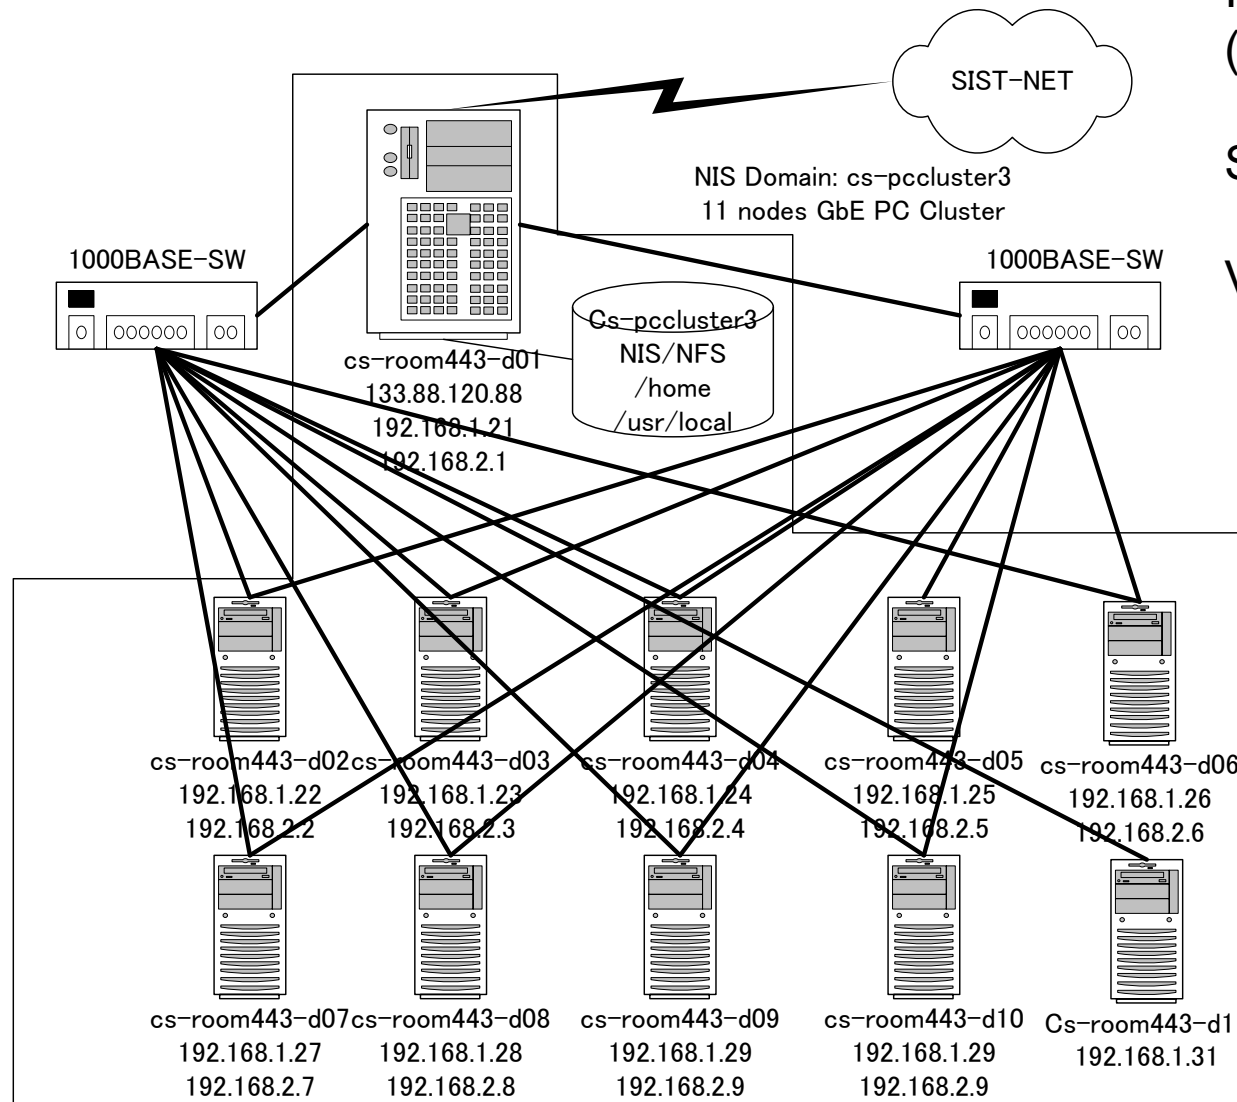 SIST-NET
NIS Domain: cs-pccluster3
11 nodes GbE PC Cluster
1000BASE-SW
1000BASE-SW
Cs-pccluster3
NIS/NFS
/home
/usr/local
cs-room443-d01
133.88.120.88
192.168.1.21
192.168.2.1
cs-room443-d02
192.168.1.22
192.168.2.2
cs-room443-d03
192.168.1.23
192.168.2.3
cs-room443-d04
192.168.1.24
192.168.2.4
cs-room443-d05
192.168.1.25
192.168.2.5
cs-room443-d06
192.168.1.26
192.168.2.6
cs-room443-d07
192.168.1.27
192.168.2.7
cs-room443-d08
192.168.1.28
192.168.2.8
cs-room443-d09
192.168.1.29
192.168.2.9
cs-room443-d10
192.168.1.29
192.168.2.9
Cs-room443-d1
192.168.1.31
(
S